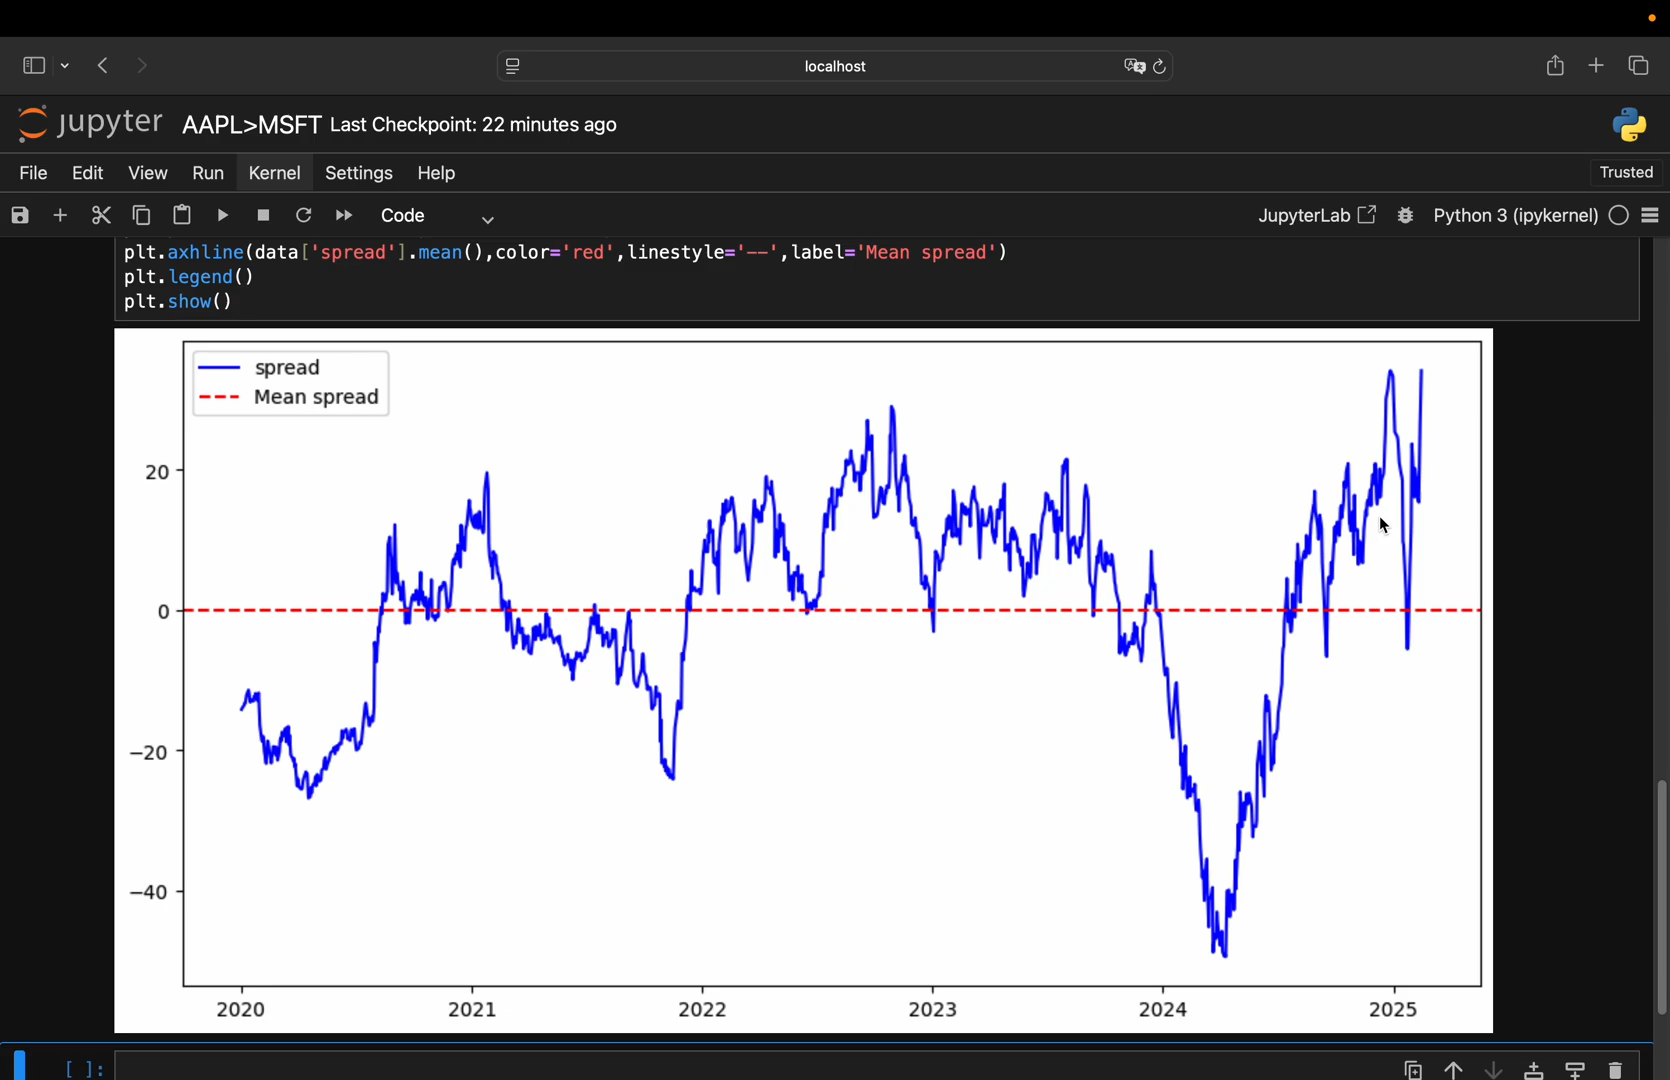 localhost
jupyter AAPL>MSFT Last Checkpoint: 22 minutes ago
File Edit View Run Kernel Settings Help Trusted
Code JupyterLab Python 3 (ipykernel)
plt.axhline(data['spread'].mean(),color='red',linestyle='--',label='Mean spread')
plt.legend()
plt.show()
spread
Mean spread
20
0
−20
−40
2020 2021 2022 2023 2024 2025
[ ]: